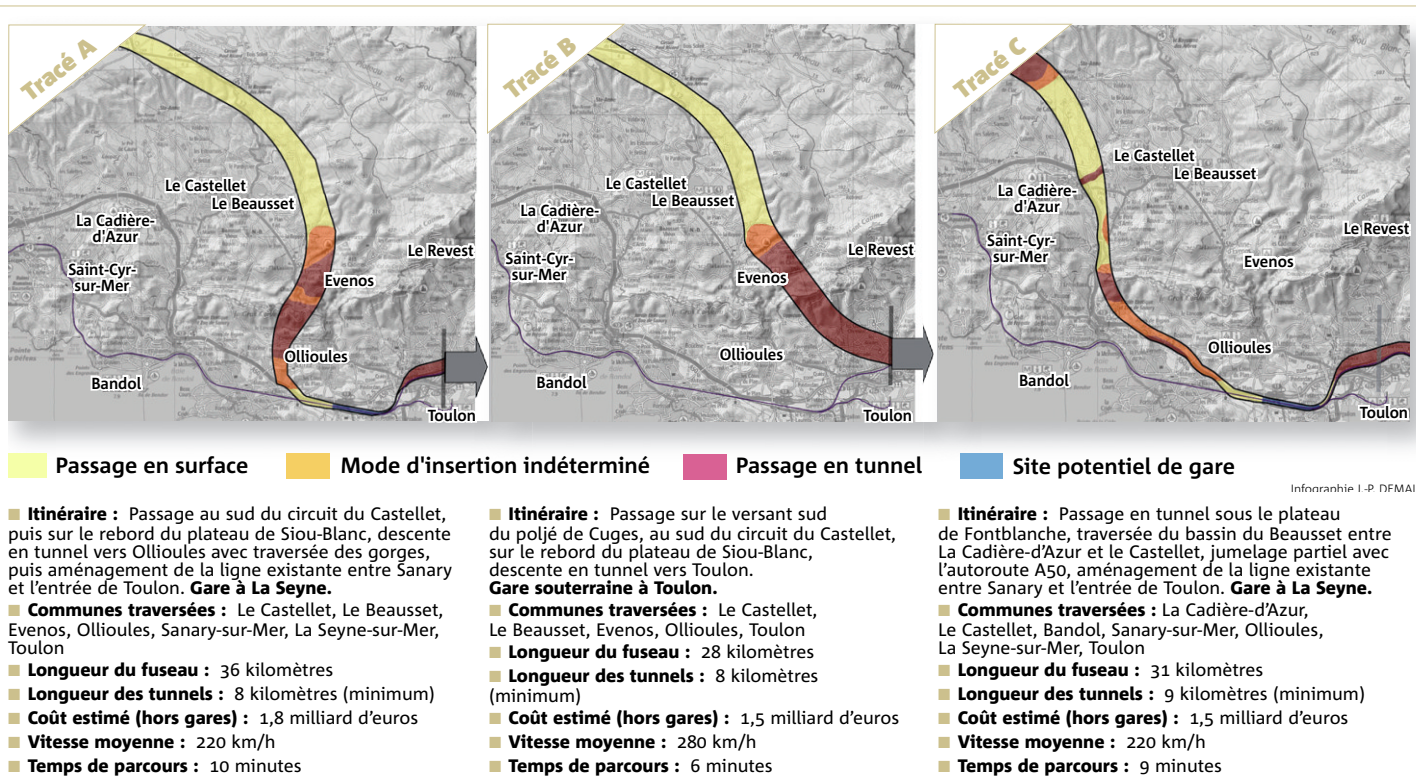 Tracé A
Le Castellet
Le Beausset
La Cadière-
d'Azur
Le Revest
Saint-Cyr-
sur-Mer
Evenos
Ollioules
Bandol
Toulon
Tracé B
Le Castellet
Le Beausset
La Cadière-
d'Azur
Le Revest
Saint-Cyr-
sur-Mer
Evenos
Ollioules
Bandol
Toulon
Tracé C
Le Castellet
Le Beausset
La Cadière-
d'Azur
Le Revest
Saint-Cyr-
sur-Mer
Evenos
Ollioules
Bandol
Toulon
Passage en surface
Mode d'insertion indéterminé
Passage en tunnel
Site potentiel de gare
Infographie J.-P. DEMAI
Itinéraire : Passage au sud du circuit du Castellet,
puis sur le rebord du plateau de Siou-Blanc, descente
en tunnel vers Ollioules avec traversée des gorges,
puis aménagement de la ligne existante entre Sanary
et l'entrée de Toulon. Gare à La Seyne.
Communes traversées : Le Castellet, Le Beausset,
Evenos, Ollioules, Sanary-sur-Mer, La Seyne-sur-Mer,
Toulon
Longueur du fuseau : 36 kilomètres
Longueur des tunnels : 8 kilomètres (minimum)
Coût estimé (hors gares) : 1,8 milliard d'euros
Vitesse moyenne : 220 km/h
Temps de parcours : 10 minutes
Itinéraire : Passage sur le versant sud
du poljé de Cuges, au sud du circuit du Castellet,
sur le rebord du plateau de Siou-Blanc,
descente en tunnel vers Toulon.
Gare souterraine à Toulon.
Communes traversées : Le Castellet,
Le Beausset, Evenos, Ollioules, Toulon
Longueur du fuseau : 28 kilomètres
Longueur des tunnels : 8 kilomètres
(minimum)
Coût estimé (hors gares) : 1,5 milliard d'euros
Vitesse moyenne : 280 km/h
Temps de parcours : 6 minutes
Itinéraire : Passage en tunnel sous le plateau
de Fontblanche, traversée du bassin du Beausset entre
La Cadière-d'Azur et le Castellet, jumelage partiel avec
l'autoroute A50, aménagement de la ligne existante
entre Sanary et l'entrée de Toulon. Gare à La Seyne.
Communes traversées : La Cadière-d'Azur,
Le Castellet, Bandol, Sanary-sur-Mer, Ollioules,
La Seyne-sur-Mer, Toulon
Longueur du fuseau : 31 kilomètres
Longueur des tunnels : 9 kilomètres (minimum)
Coût estimé (hors gares) : 1,5 milliard d'euros
Vitesse moyenne : 220 km/h
Temps de parcours : 9 minutes